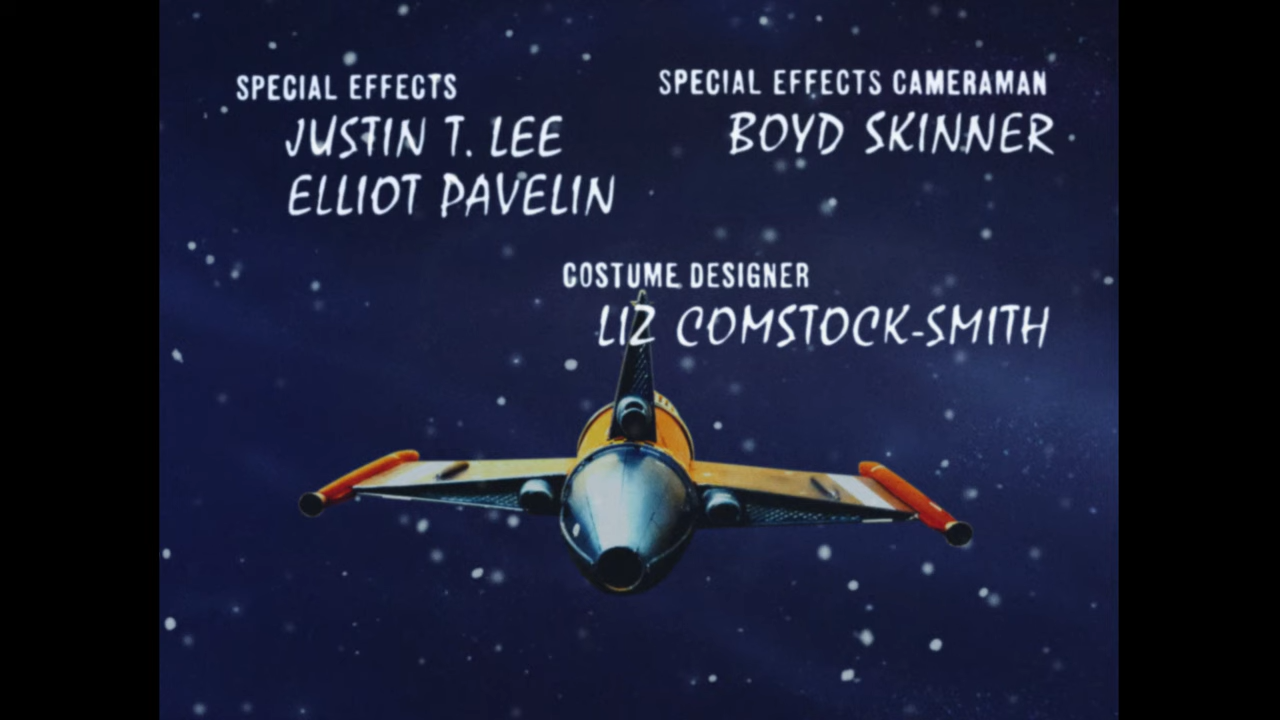 SPECIAL EFFECTS
JUSTIN T. LEE
ELLIOT PAVELIN
SPECIAL EFFECTS CAMERAMAN
BOYD SKINNER
COSTUME DESIGNER
LIZ COMSTOCK-SMITH